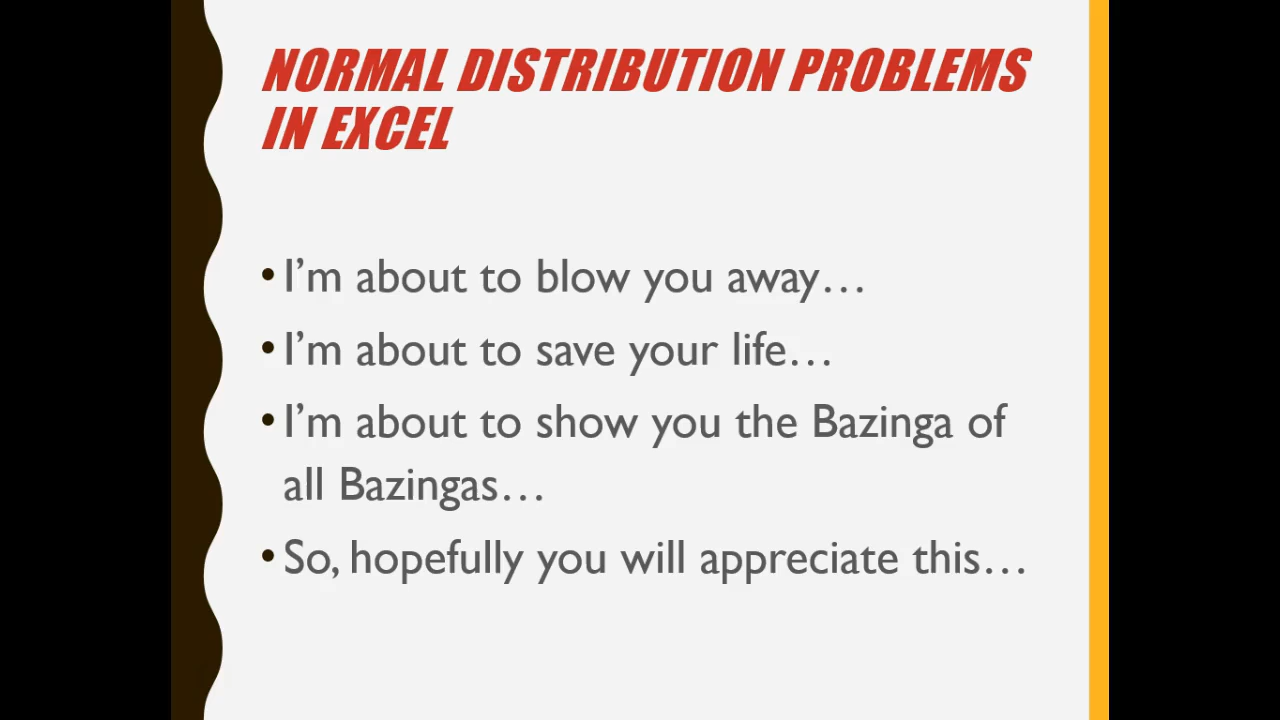 NORMAL DISTRIBUTION PROBLEMS
IN EXCEL
•I’m about to blow you away…
•I’m about to save your life…
•I’m about to show you the Bazinga of
all Bazingas…
•So, hopefully you will appreciate this…